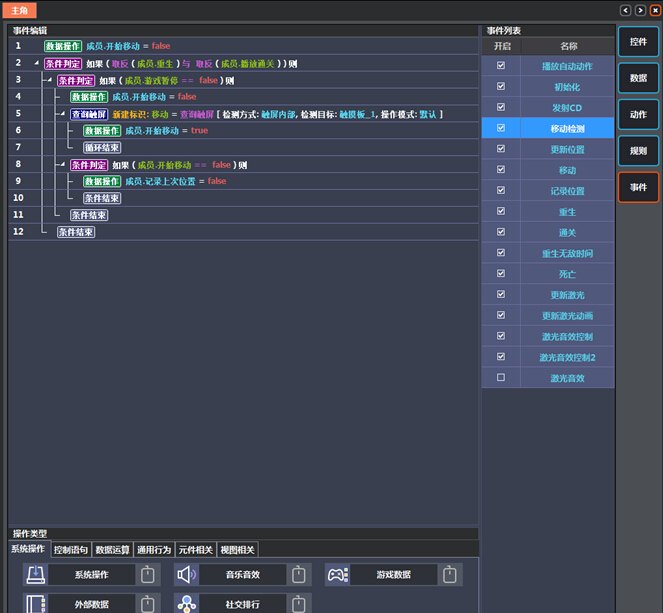 主角
事件编辑
1 数据操作 成员.开始移动 = false
2 条件判定 如果 ( 取反 ( 成员.重生 ) 与 取反 ( 成员.播放通关 ) ) 则
3 条件判定 如果 ( 成员.游戏暂停 == false ) 则
4 数据操作 成员.开始移动 = false
5 查询触屏 新建标识: 移动 = 查询触屏 [ 检测方式: 触屏内部, 检测目标: 触摸板_1, 操作模式: 默认 ]
6 数据操作 成员.开始移动 = true
7 循环结束
8 条件判定 如果 ( 成员.开始移动 == false ) 则
9 数据操作 成员.记录上次位置 = false
10 条件结束
11 条件结束
12 条件结束
事件列表
开启 名称
播放自动动作
初始化
发射CD
移动检测
更新位置
移动
记录位置
重生
通关
重生无敌时间
死亡
更新激光
更新激光动画
激光音效控制
激光音效控制2
激光音效
控件
数据
动作
规则
事件
操作类型
系统操作 控制语句 数据运算 通用行为 元件相关 视图相关
系统操作 音乐音效 游戏数据
外部数据 社交排行